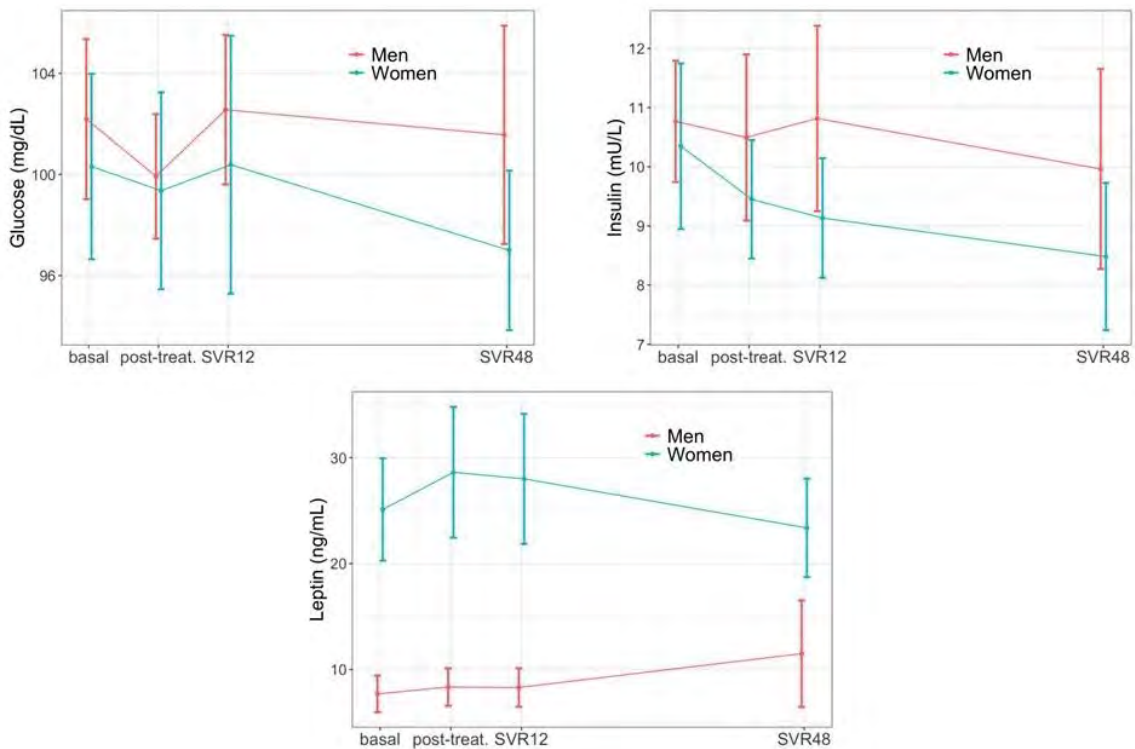 Men
Women
Glucose (mg/dL)
104
100
96
basal post-treat. SVR12 SVR48
Men
Women
Insulin (mU/L)
12
11
10
9
8
7
basal post-treat. SVR12 SVR48
Men
Women
Leptin (ng/mL)
30
20
10
basal post-treat. SVR12 SVR48